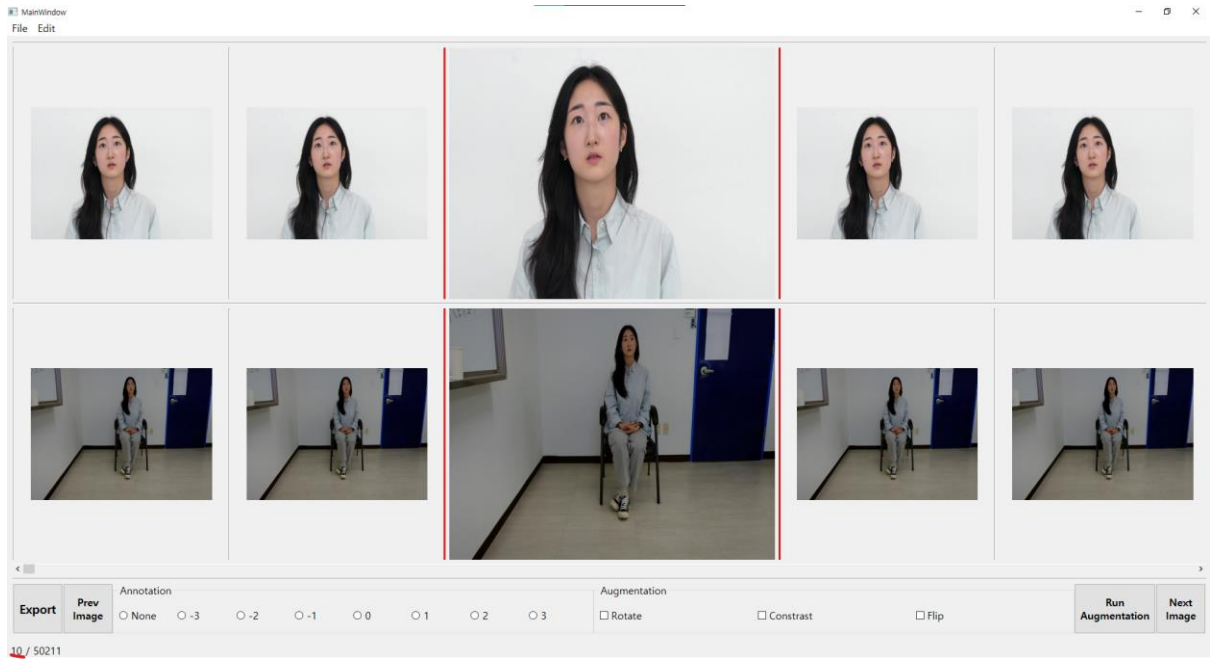 MainWindow
File Edit
Export
Prev
Image
Annotation
None -3 -2 -1 0 1 2 3
Augmentation
Rotate Constrast Flip
Run
Augmentation
Next
Image
10 / 50211